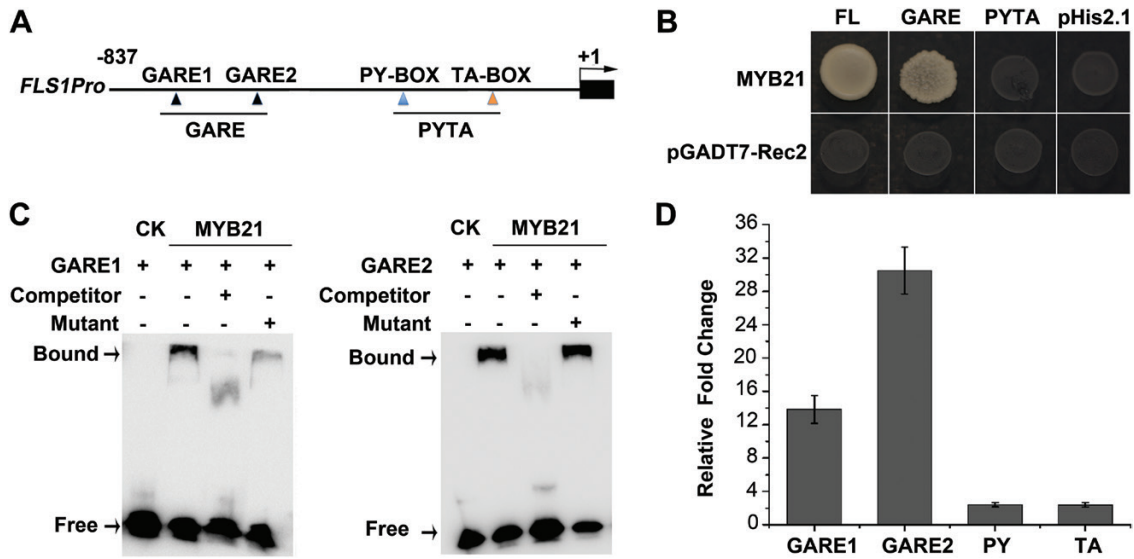 A
-837
+1
FLS1Pro
GARE1 GARE2 PY-BOX TA-BOX
GARE PYTA
B
FL GARE PYTA pHis2.1
MYB21
pGADT7-Rec2
C
CK MYB21
GARE1 + + + +
Competitor - - + -
Mutant - - - +
Bound →
Free →
CK MYB21
GARE2 + + + +
Competitor - - + -
Mutant - - - +
Bound →
Free →
D
Relative Fold Change
36
32
28
24
20
16
12
8
4
0
GARE1 GARE2 PY TA